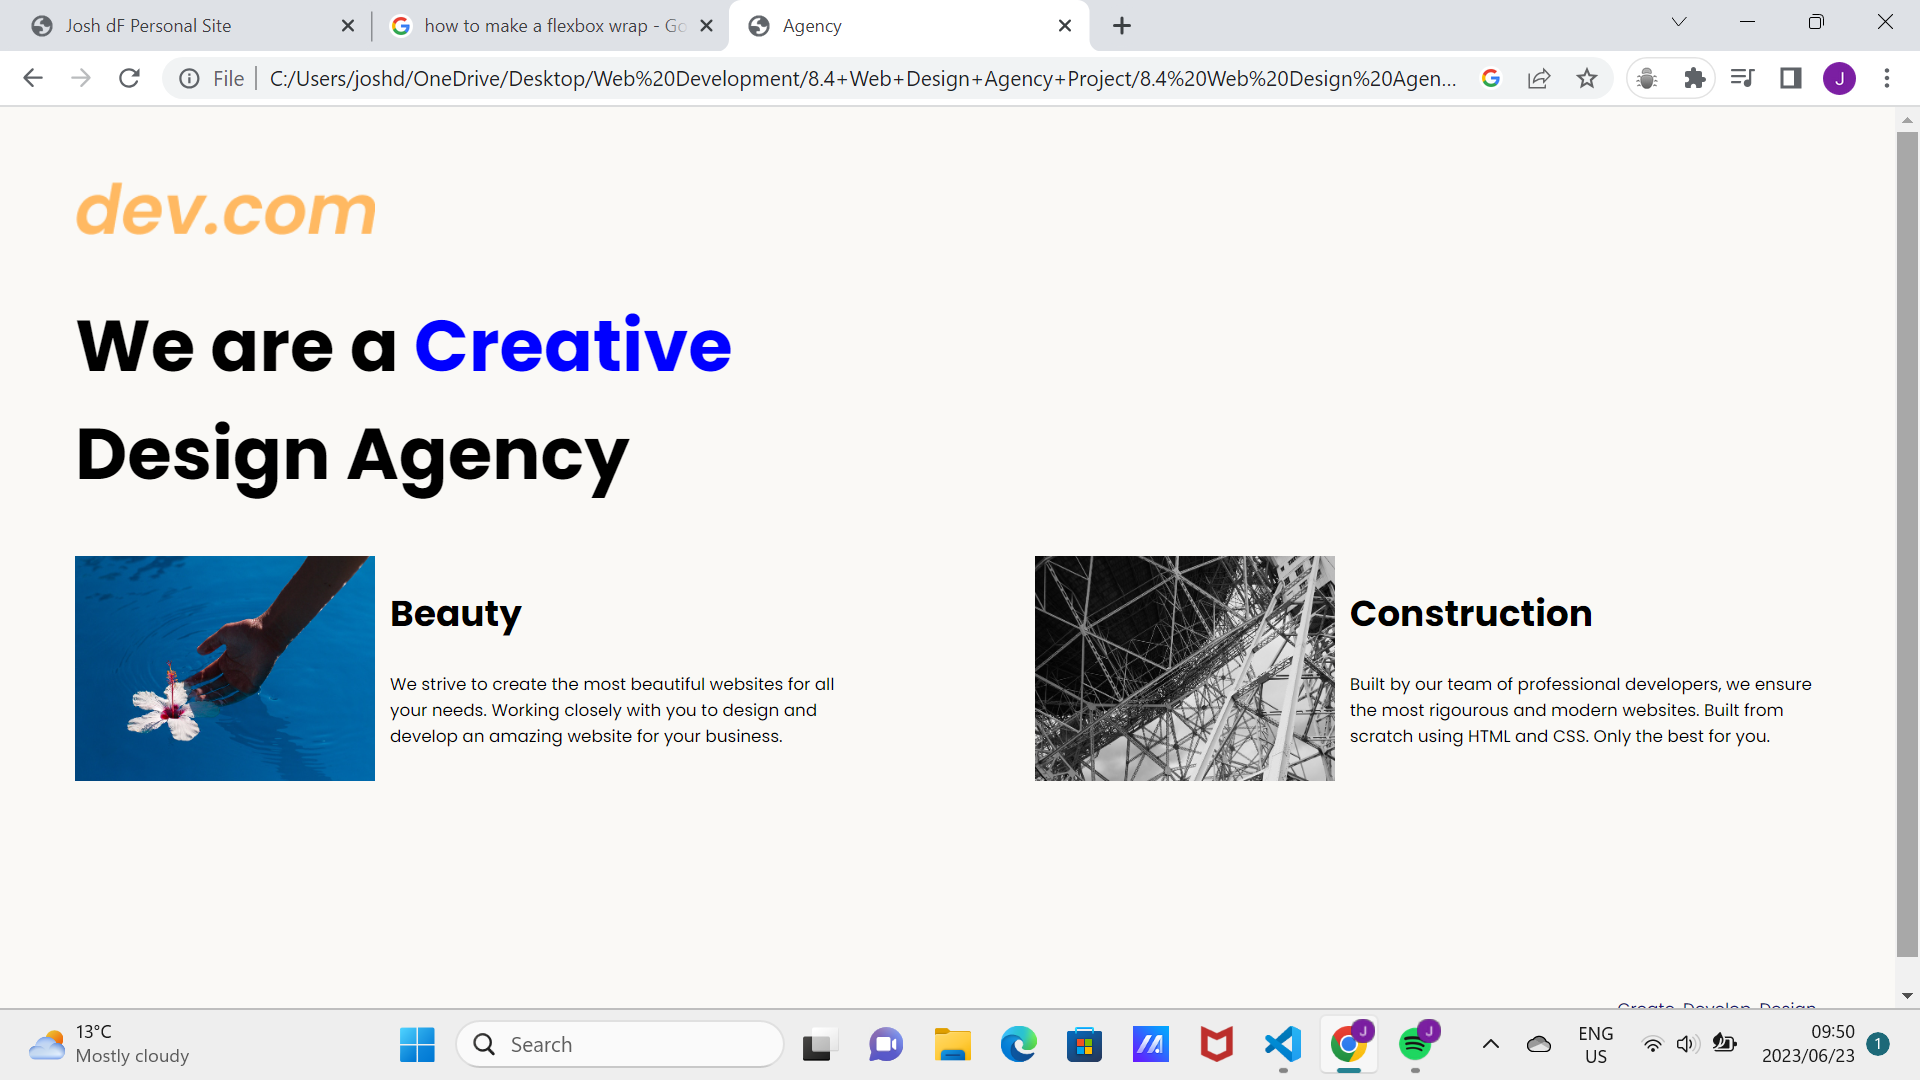 Josh dF Personal Site
how to make a flexbox wrap - Go
Agency
File
C:/Users/joshd/OneDrive/Desktop/Web%20Development/8.4+Web+Design+Agency+Project/8.4%20Web%20Design%20Agen...
J
dev.com
We are a Creative
Design Agency
Beauty
We strive to create the most beautiful websites for all
your needs. Working closely with you to design and
develop an amazing website for your business.
Construction
Built by our team of professional developers, we ensure
the most rigourous and modern websites. Built from
scratch using HTML and CSS. Only the best for you.
Create. Develop. Design.
13°C
Mostly cloudy
Search
J
J
ENG
US
09:50
2023/06/23
1